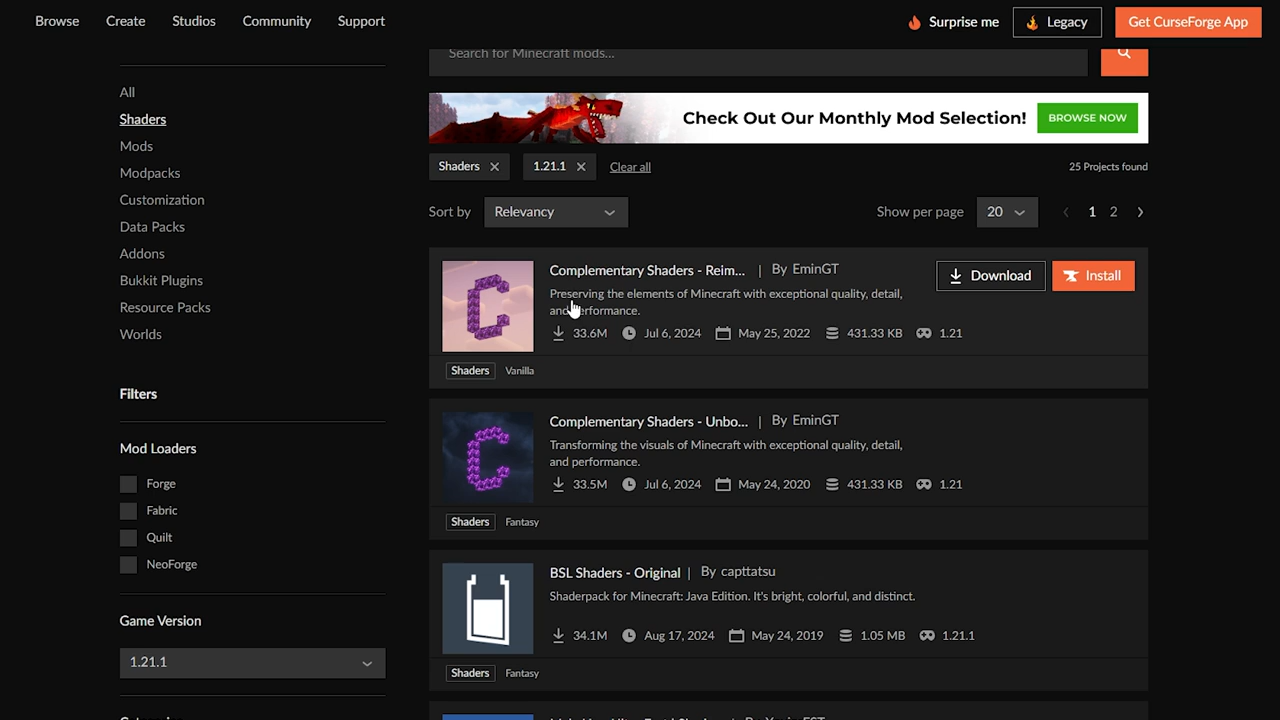 Browse Create Studios Community Support Surprise me Legacy Get CurseForge App
Search for Minecraft mods...
All
Shaders
Mods
Modpacks
Customization
Data Packs
Addons
Bukkit Plugins
Resource Packs
Worlds
Filters
Mod Loaders
Forge
Fabric
Quilt
NeoForge
Game Version
1.21.1
Check Out Our Monthly Mod Selection! BROWSE NOW
Shaders 1.21.1 Clear all 25 Projects found
Sort by Relevancy Show per page 20 1 2
Complementary Shaders - Reim... | By EminGT Download Install
Preserving the elements of Minecraft with exceptional quality, detail,
and performance.
33.6M Jul 6, 2024 May 25, 2022 431.33 KB 1.21
Shaders Vanilla
Complementary Shaders - Unbo... | By EminGT
Transforming the visuals of Minecraft with exceptional quality, detail,
and performance.
33.5M Jul 6, 2024 May 24, 2020 431.33 KB 1.21
Shaders Fantasy
BSL Shaders - Original | By capttatsu
Shaderpack for Minecraft: Java Edition. It's bright, colorful, and distinct.
34.1M Aug 17, 2024 May 24, 2019 1.05 MB 1.21.1
Shaders Fantasy